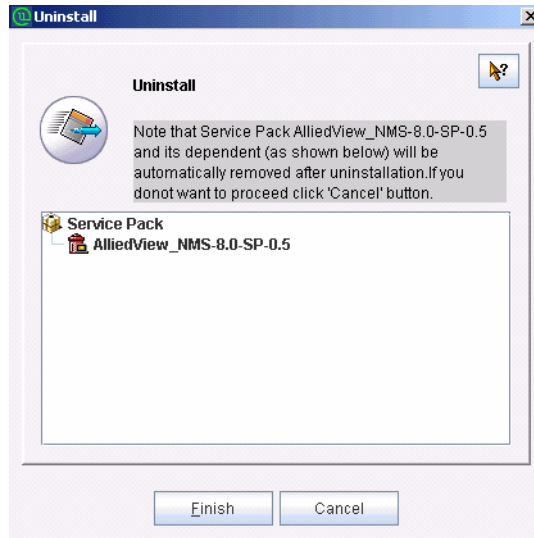 Uninstall
Uninstall
Note that Service Pack AlliedView_NMS-8.0-SP-0.5
and its dependent (as shown below) will be
automatically removed after uninstallation.If you
donot want to proceed click 'Cancel' button.
Service Pack
AlliedView_NMS-8.0-SP-0.5
Finish
Cancel